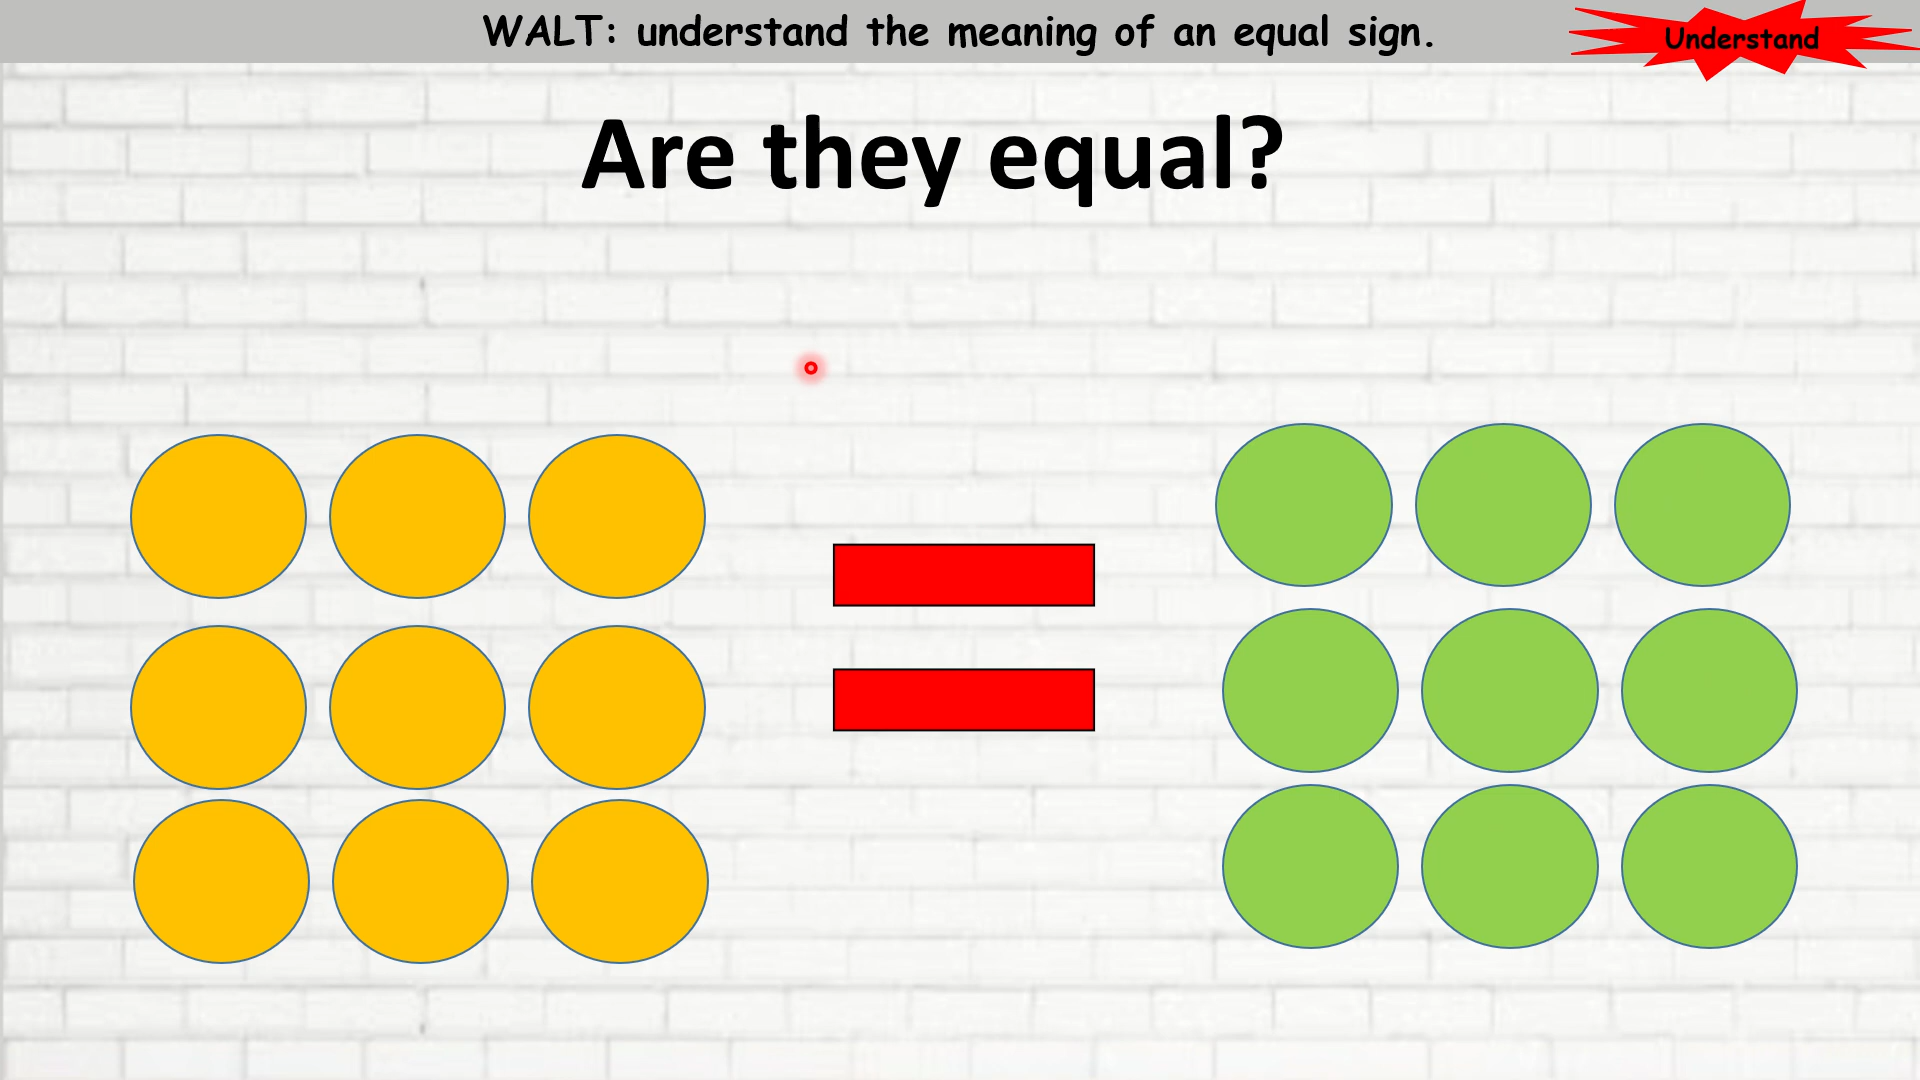 WALT: understand the meaning of an equal sign.
Understand
Are they equal?